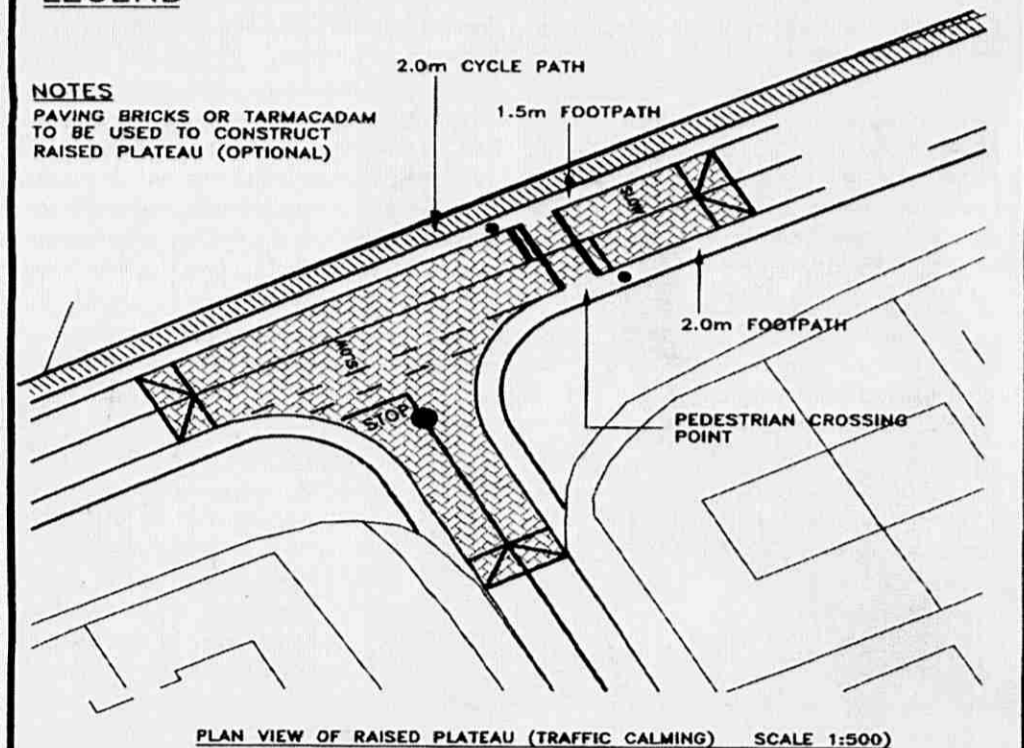 LEGEND
NOTES
PAVING BRICKS OR TARMACADAM
TO BE USED TO CONSTRUCT
RAISED PLATEAU (OPTIONAL)
2.0m CYCLE PATH
1.5m FOOTPATH
SLOW
2.0m FOOTPATH
SLOW
STOP
PEDESTRIAN CROSSING
POINT
PLAN VIEW OF RAISED PLATEAU (TRAFFIC CALMING) SCALE 1:500)